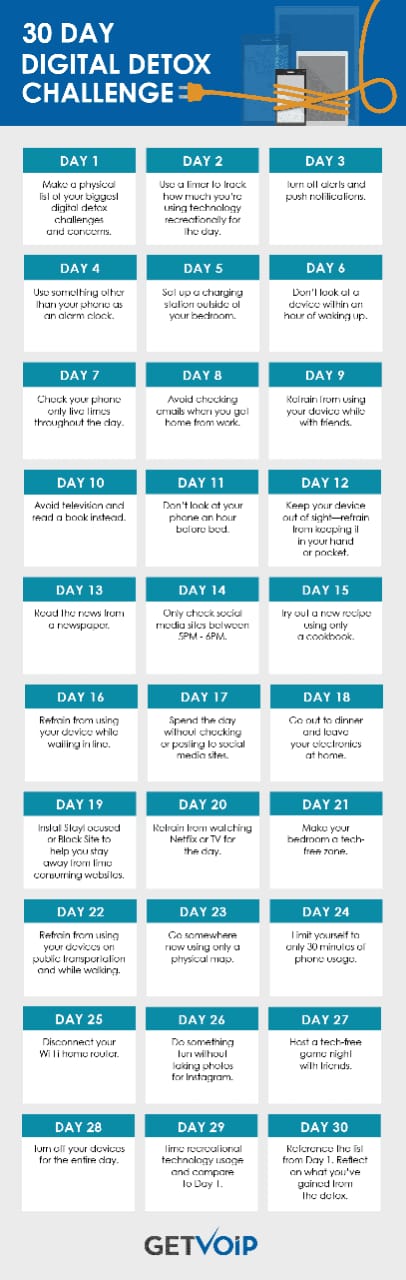 30 DAY
DIGITAL DETOX
CHALLENGE
DAY 1
Make a physical
list of your biggest
digital detox
challenges
and concerns.
DAY 2
Use a timer to track
how much you're
using technology
recreationally for
the day.
DAY 3
Turn off alerts and
push notifications.
DAY 4
Use something other
than your phone as
an alarm clock.
DAY 5
Set up a charging
station outside of
your bedroom.
DAY 6
Don't look at a
device within an
hour of waking up.
DAY 7
Check your phone
only five times
throughout the day.
DAY 8
Avoid checking
emails when you get
home from work.
DAY 9
Refrain from using
your device while
with friends.
DAY 10
Avoid television and
read a book instead.
DAY 11
Don't look at your
phone an hour
before bed.
DAY 12
Keep your device
out of sight—refrain
from keeping it
in your hand
or pocket.
DAY 13
Read the news from
a newspaper.
DAY 14
Only check social
media sites between
5PM - 6PM.
DAY 15
Try out a new recipe
using only
a cookbook.
DAY 16
Refrain from using
your device while
waiting in line.
DAY 17
Spend the day
without checking
or posting to social
media sites.
DAY 18
Go out to dinner
and leave
your electronics
at home.
DAY 19
Install StayFocused
or Block Site to
help you stay
away from time
consuming websites.
DAY 20
Refrain from watching
Netflix or TV for
the day.
DAY 21
Make your
bedroom a tech-
free zone.
DAY 22
Refrain from using
your devices on
public transportation
and while walking.
DAY 23
Go somewhere
new using only a
physical map.
DAY 24
Limit yourself to
only 30 minutes of
phone usage.
DAY 25
Disconnect your
WiFi home router.
DAY 26
Do something
fun without
taking photos
for Instagram.
DAY 27
Host a tech-free
game night
with friends.
DAY 28
Turn off your devices
for the entire day.
DAY 29
Time recreational
technology usage
and compare
to Day 1.
DAY 30
Reference the list
from Day 1. Reflect
on what you've
gained from
the detox.
GETVOIP